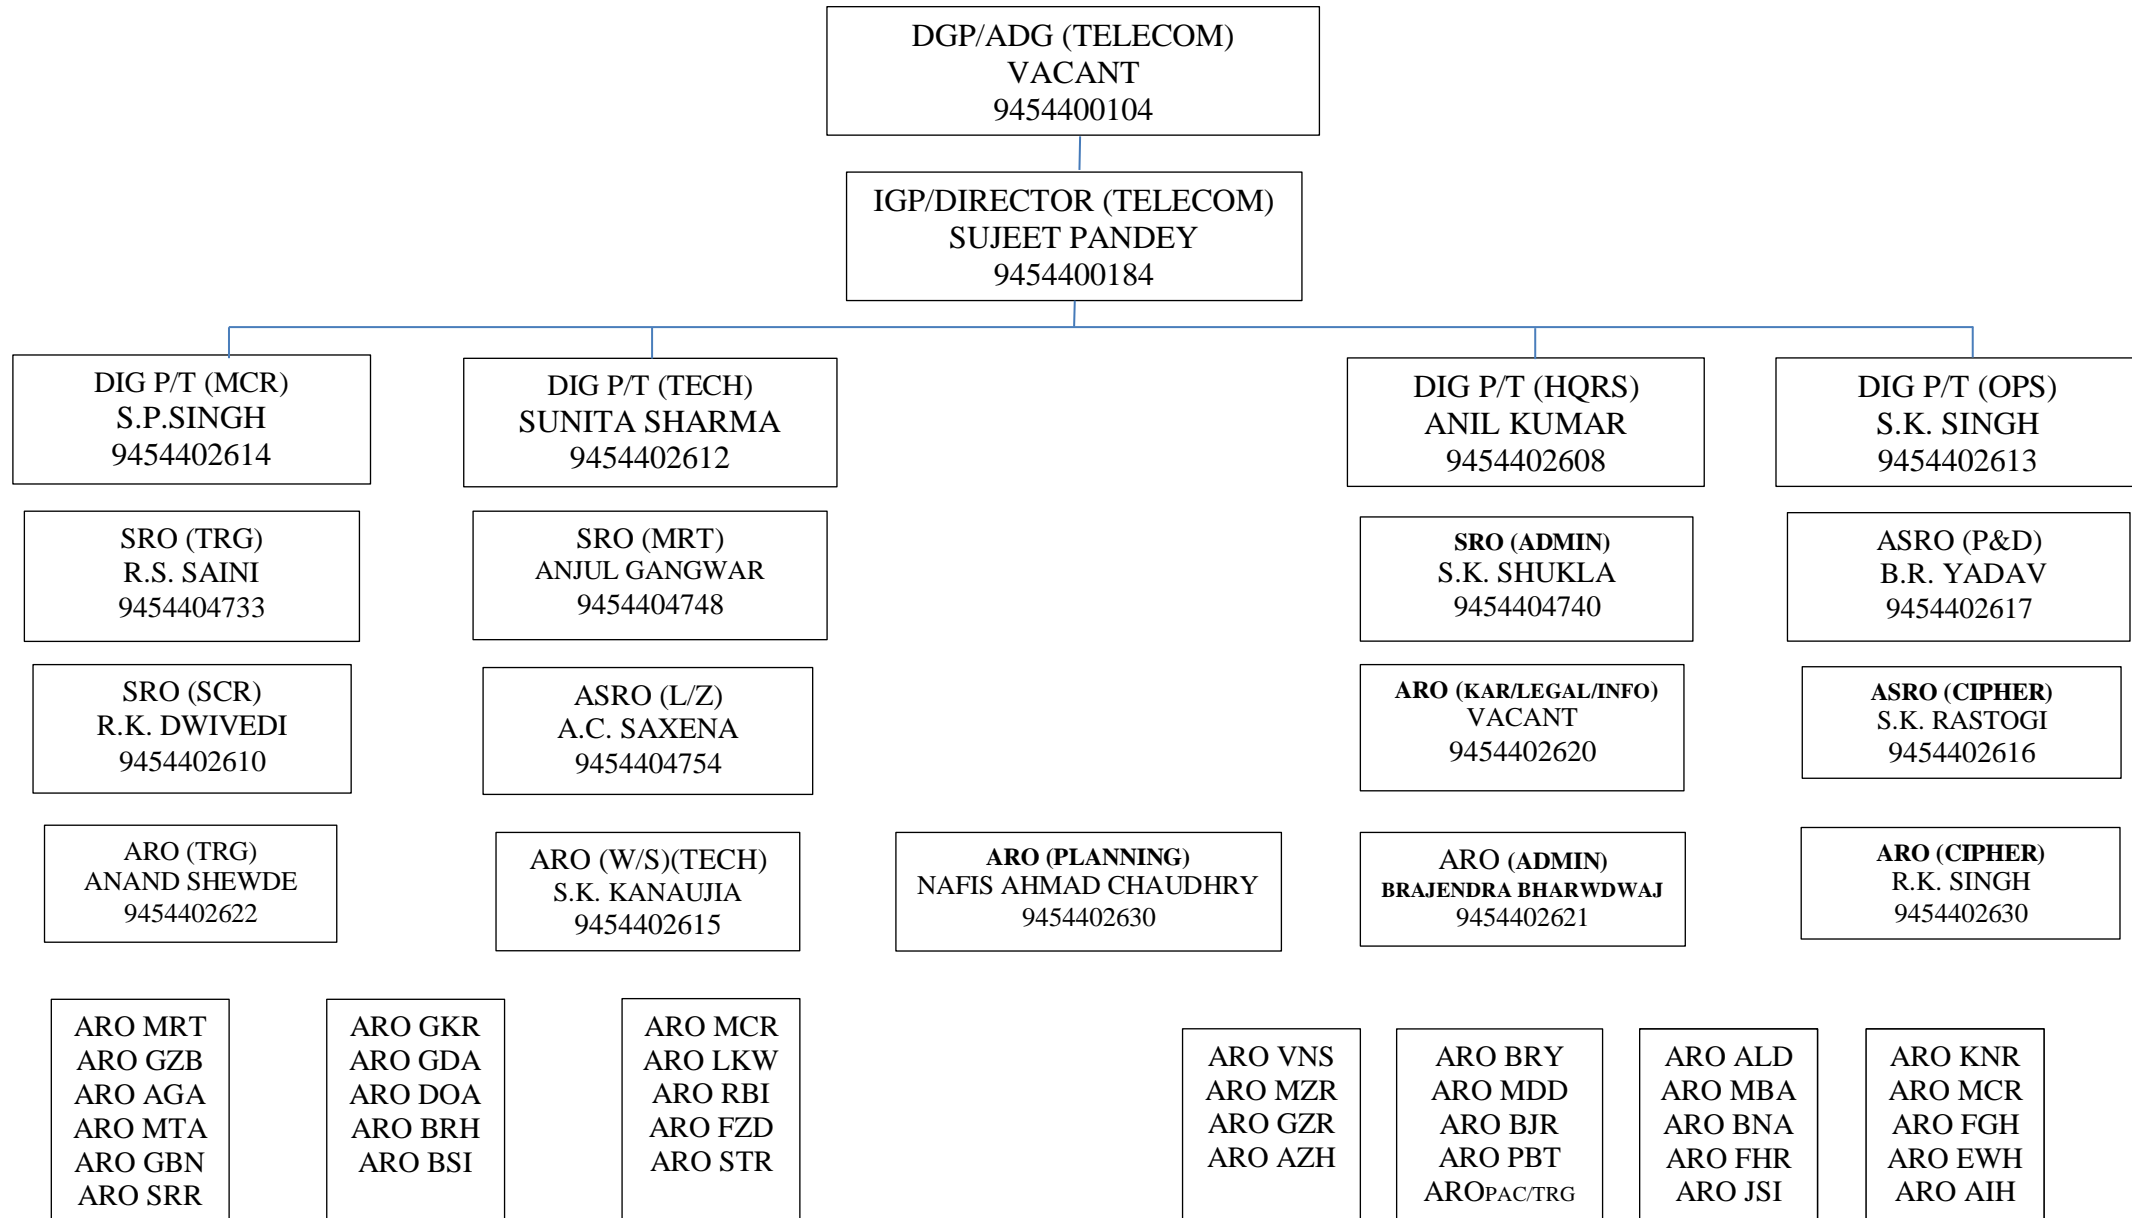 DGP/ADG (TELECOM)
VACANT
9454400104
IGP/DIRECTOR (TELECOM)
SUJEET PANDEY
9454400184
DIG P/T (MCR)
S.P.SINGH
9454402614
DIG P/T (TECH)
SUNITA SHARMA
9454402612
DIG P/T (HQRS)
ANIL KUMAR
9454402608
DIG P/T (OPS)
S.K. SINGH
9454402613
SRO (TRG)
R.S. SAINI
9454404733
SRO (MRT)
ANJUL GANGWAR
9454404748
SRO (ADMIN)
S.K. SHUKLA
9454404740
ASRO (P&D)
B.R. YADAV
9454402617
SRO (SCR)
R.K. DWIVEDI
9454402610
ASRO (L/Z)
A.C. SAXENA
9454404754
ARO (KAR/LEGAL/INFO)
VACANT
9454402620
ASRO (CIPHER)
S.K. RASTOGI
9454402616
ARO (TRG)
ANAND SHEWDE
9454402622
ARO (W/S)(TECH)
S.K. KANAUJIA
9454402615
ARO (PLANNING)
NAFIS AHMAD CHAUDHRY
9454402630
ARO (ADMIN)
BRAJENDRA BHARWDWAJ
9454402621
ARO (CIPHER)
R.K. SINGH
9454402630
ARO MRT
ARO GZB
ARO AGA
ARO MTA
ARO GBN
ARO SRR
ARO GKR
ARO GDA
ARO DOA
ARO BRH
ARO BSI
ARO MCR
ARO LKW
ARO RBI
ARO FZD
ARO STR
ARO VNS
ARO MZR
ARO GZR
ARO AZH
ARO BRY
ARO MDD
ARO BJR
ARO PBT
AROPAC/TRG
ARO ALD
ARO MBA
ARO BNA
ARO FHR
ARO JSI
ARO KNR
ARO MCR
ARO FGH
ARO EWH
ARO AIH